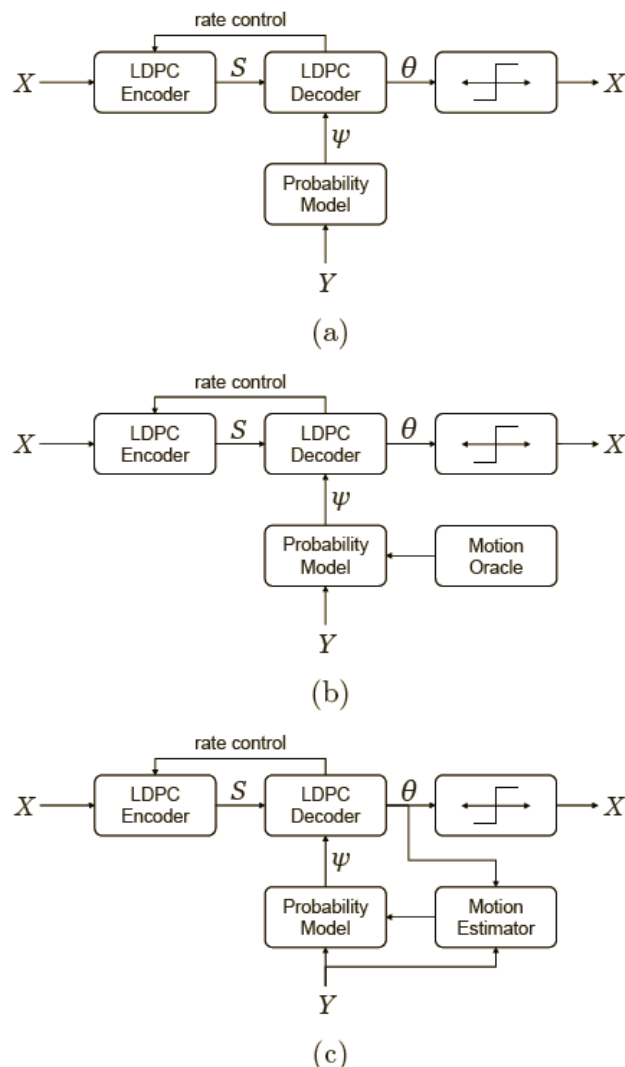 rate control
X
LDPC
Encoder
S
LDPC
Decoder
θ
X
ψ
Probability
Model
Y
(a)
rate control
X
LDPC
Encoder
S
LDPC
Decoder
θ
X
ψ
Probability
Model
Motion
Oracle
Y
(b)
rate control
X
LDPC
Encoder
S
LDPC
Decoder
θ
X
ψ
Probability
Model
Motion
Estimator
Y
(c)